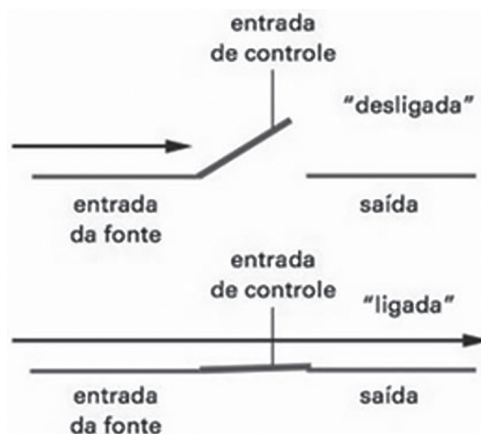 entrada
de controle
“desligada”
entrada
da fonte
saída
entrada
de controle
“ligada”
entrada
da fonte
saída